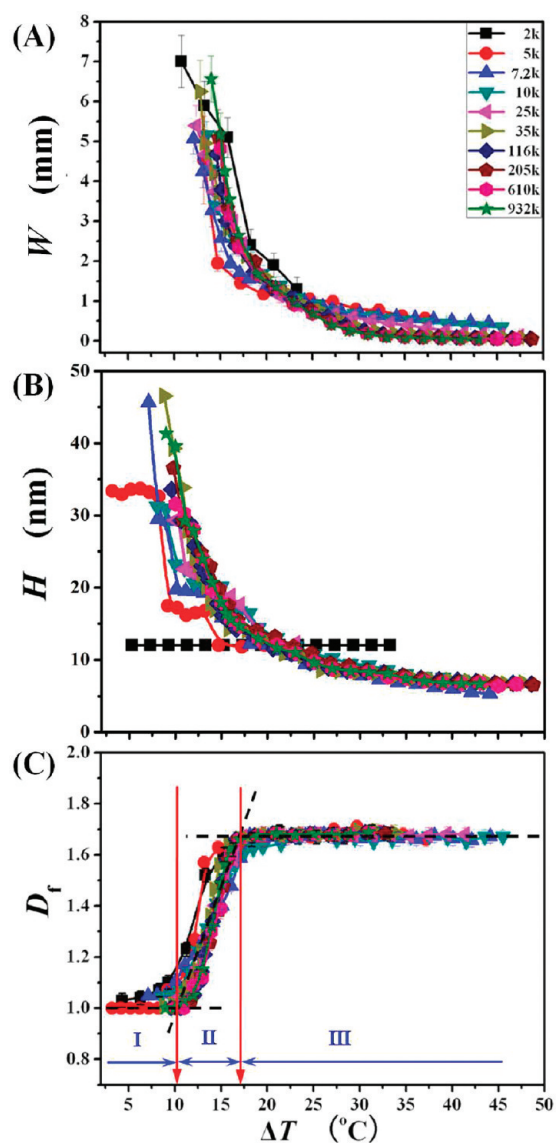 (A)
8
7
6
5
4
3
2
1
0
W (mm)
2k
5k
7.2k
10k
25k
35k
116k
205k
610k
932k
(B)
50
40
30
20
10
0
H (nm)
(C)
2.0
1.8
1.6
1.4
1.2
1.0
0.8
Df
I II III
5 10 15 20 25 30 35 40 45 50
ΔT (°C)